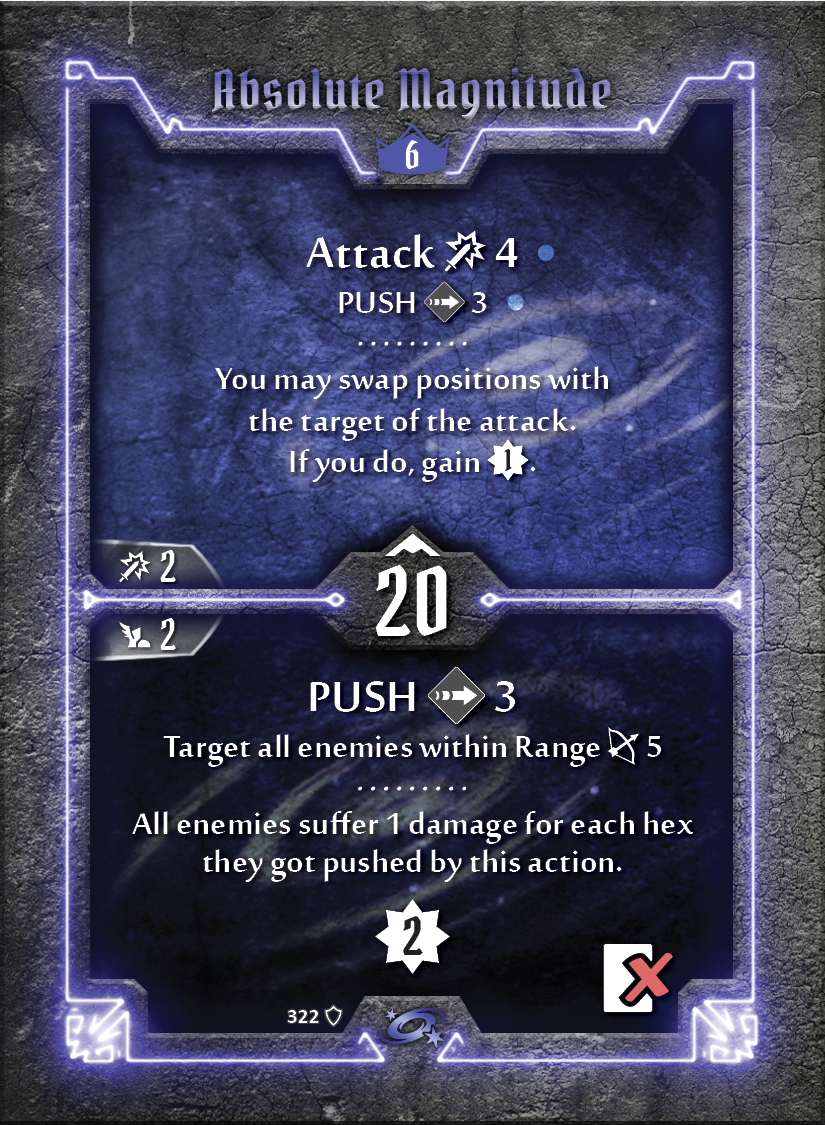 Absolute Magnitude
6
Attack 4
PUSH 3
.........
You may swap positions with
the target of the attack.
If you do, gain 1.
2
20
2
PUSH 3
Target all enemies within Range 5
.........
All enemies suffer 1 damage for each hex
they got pushed by this action.
2
322